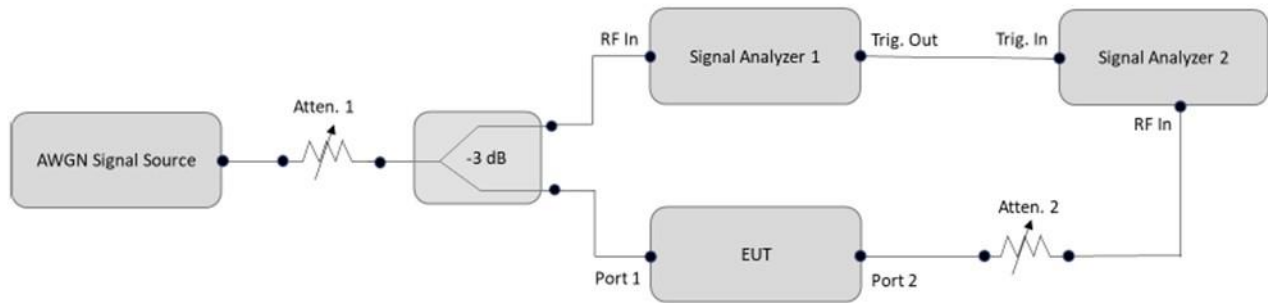 RF In
Signal Analyzer 1
Trig. Out
Trig. In
Signal Analyzer 2
Atten. 1
RF In
AWGN Signal Source
-3 dB
Atten. 2
EUT
Port 1
Port 2